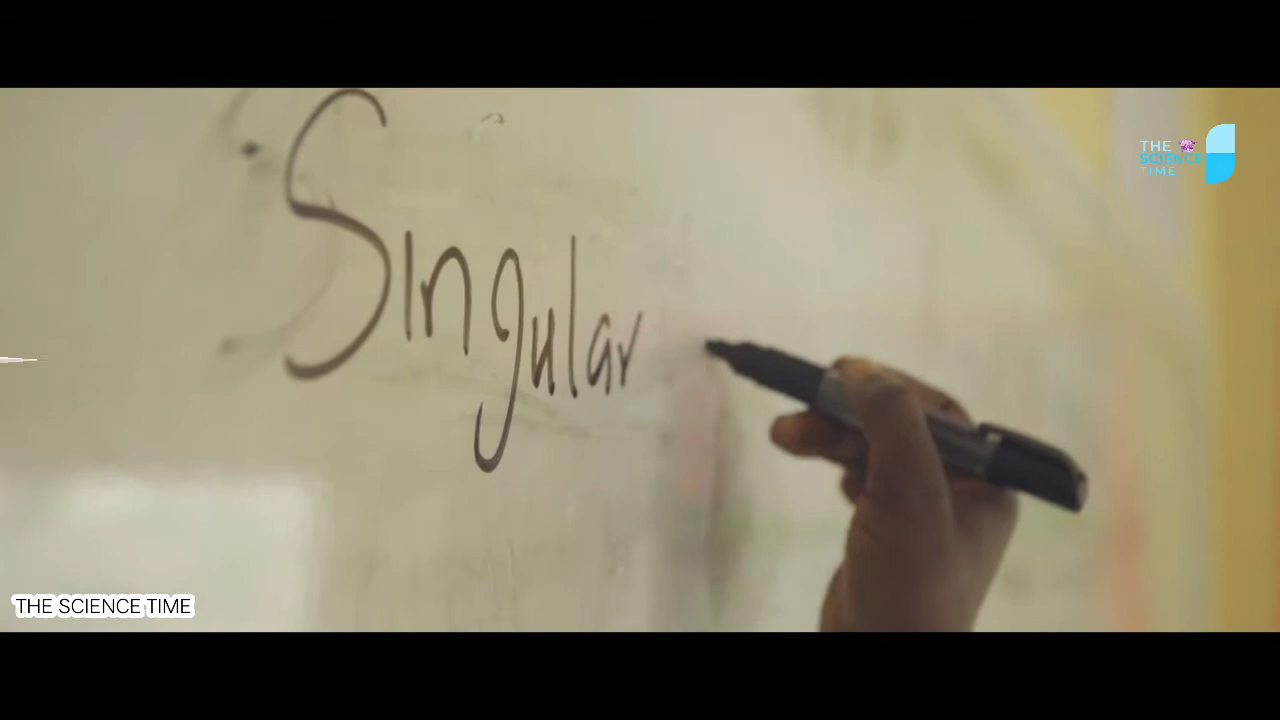 Singular
THE
SCIENCE
TIME
THE SCIENCE TIME